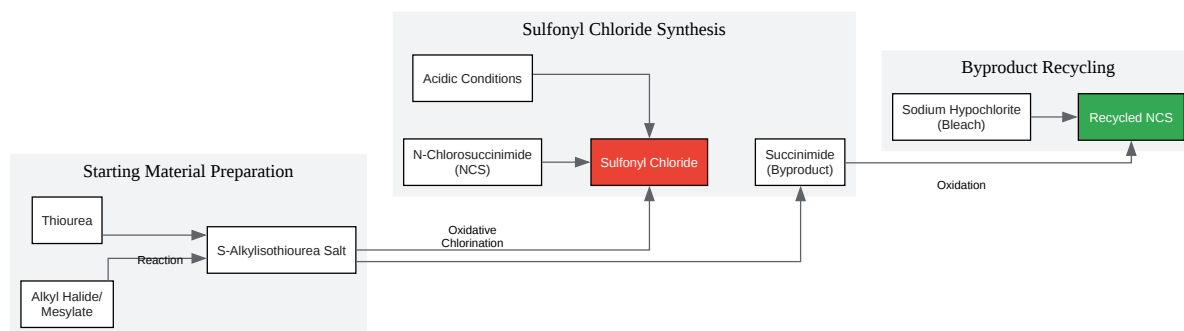 Sulfonyl Chloride Synthesis
Acidic Conditions
N-Chlorosuccinimide
(NCS)
Sulfonyl Chloride
Succinimide
(Byproduct)
Byproduct Recycling
Sodium Hypochlorite
(Bleach)
Recycled NCS
Oxidation
Starting Material Preparation
Thiourea
Reaction
Alkyl Halide/
Mesylate
S-Alkylisothiourea Salt
Oxidative
Chlorination